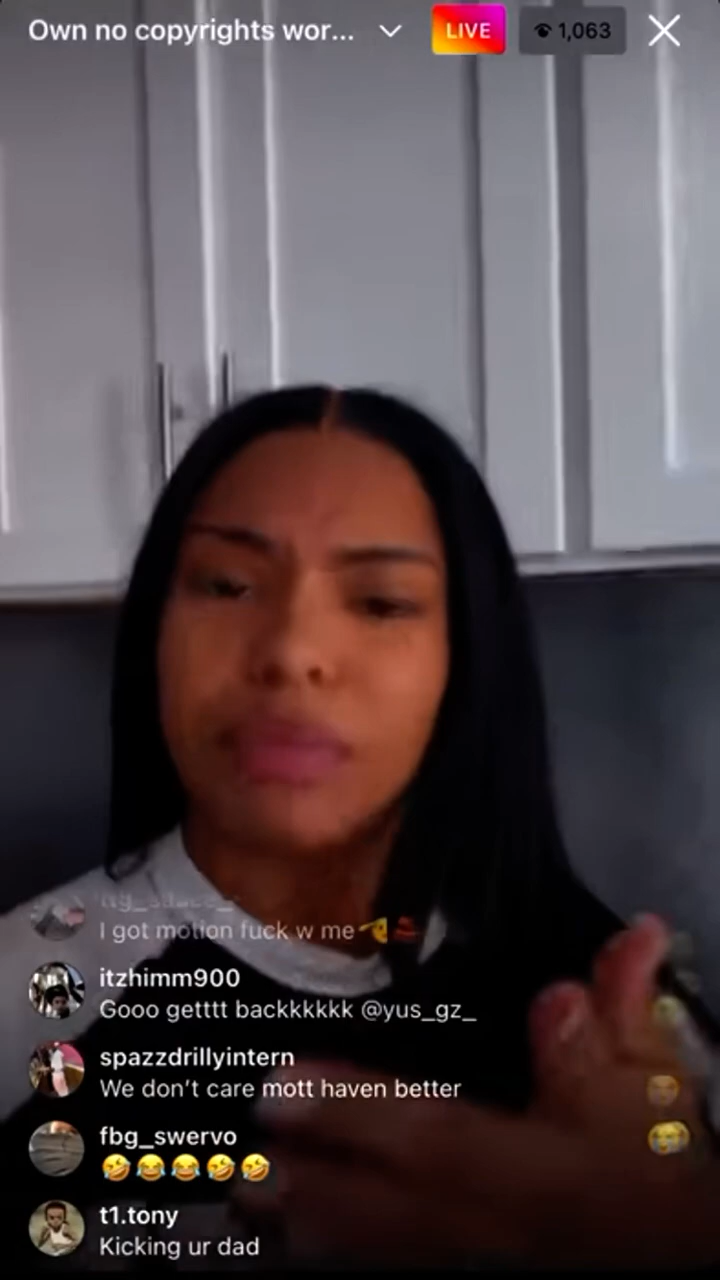 Own no copyrights wor...
LIVE
1,063
I got motion fuck w me
itzhimm900
Gooo getttt backkkkkk @yus_gz_
spazzdrillyintern
We don't care mott haven better
fbg_swervo
🤣😂😂🤣🤣
t1.tony
Kicking ur dad